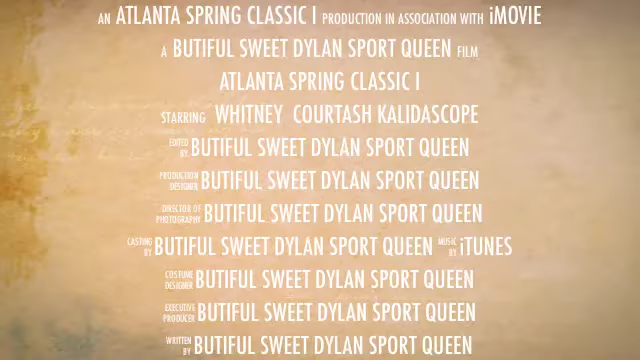 AN ATLANTA SPRING CLASSIC I PRODUCTION IN ASSOCIATION WITH iMOVIE
A BUTIFUL SWEET DYLAN SPORT QUEEN FILM
ATLANTA SPRING CLASSIC I
STARRING WHITNEY COURTASH KALIDASCOPE
EDITED BY BUTIFUL SWEET DYLAN SPORT QUEEN
PRODUCTION DESIGNER BUTIFUL SWEET DYLAN SPORT QUEEN
DIRECTOR OF PHOTOGRAPHY BUTIFUL SWEET DYLAN SPORT QUEEN
CASTING BY BUTIFUL SWEET DYLAN SPORT QUEEN MUSIC BY iTUNES
COSTUME DESIGNER BUTIFUL SWEET DYLAN SPORT QUEEN
EXECUTIVE PRODUCER BUTIFUL SWEET DYLAN SPORT QUEEN
WRITTEN BY BUTIFUL SWEET DYLAN SPORT QUEEN